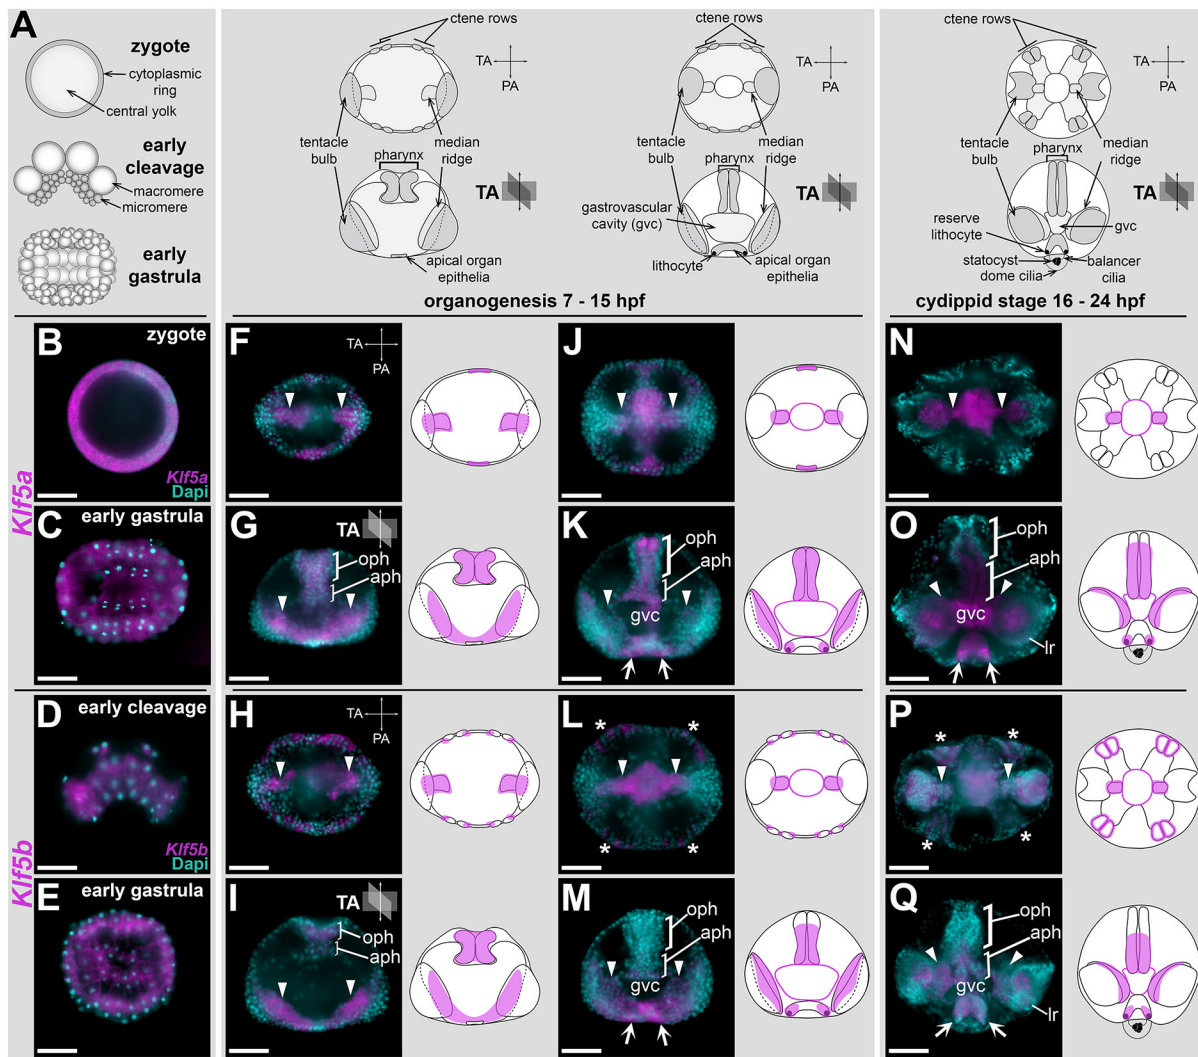 A
zygote
cytoplasmic
ring
central yolk
early
cleavage
macromere
micromere
early
gastrula
ctene rows
TA
PA
tentacle
bulb
median
ridge
pharynx
TA
apical organ
epithelia
ctene rows
TA
PA
tentacle
bulb
median
ridge
pharynx
TA
gastrovascular
cavity (gvc)
lithocyte
apical organ
epithelia
organogenesis 7 - 15 hpf
ctene rows
TA
PA
tentacle
bulb
median
ridge
pharynx
TA
reserve
lithocyte
gvc
statocyst
dome cilia
balancer
cilia
cydippid stage 16 - 24 hpf
Klf5a
B
zygote
Klf5a
Dapi
F
TA
PA
J
N
C
early gastrula
G
TA
oph
aph
K
oph
aph
gvc
O
oph
aph
gvc
lr
Klf5b
D
early cleavage
Klf5b
Dapi
H
TA
PA
L
* *
* *
P
* *
* *
E
early gastrula
I
TA
oph
aph
M
oph
aph
gvc
Q
oph
aph
gvc
lr